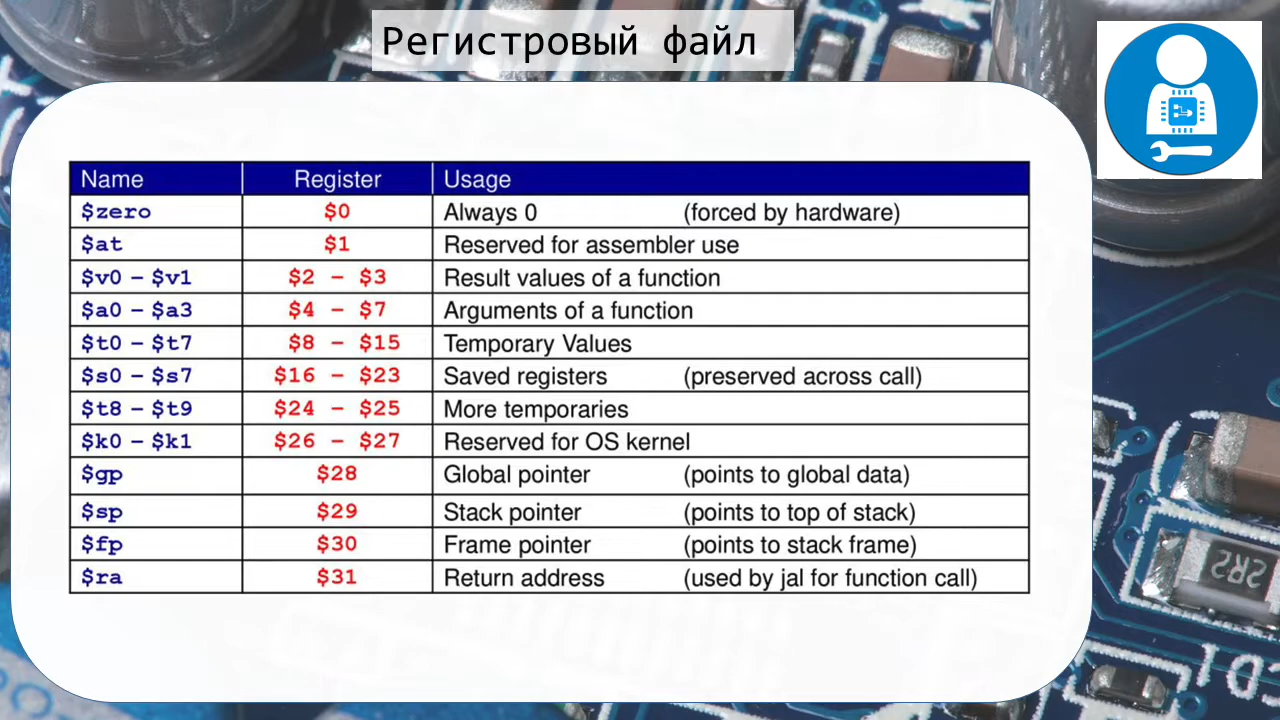 Регистровый файл
Name Register Usage
$zero $0 Always 0 (forced by hardware)
$at $1 Reserved for assembler use
$v0 – $v1 $2 – $3 Result values of a function
$a0 – $a3 $4 – $7 Arguments of a function
$t0 – $t7 $8 – $15 Temporary Values
$s0 – $s7 $16 – $23 Saved registers (preserved across call)
$t8 – $t9 $24 – $25 More temporaries
$k0 – $k1 $26 – $27 Reserved for OS kernel
$gp $28 Global pointer (points to global data)
$sp $29 Stack pointer (points to top of stack)
$fp $30 Frame pointer (points to stack frame)
$ra $31 Return address (used by jal for function call)
2R2